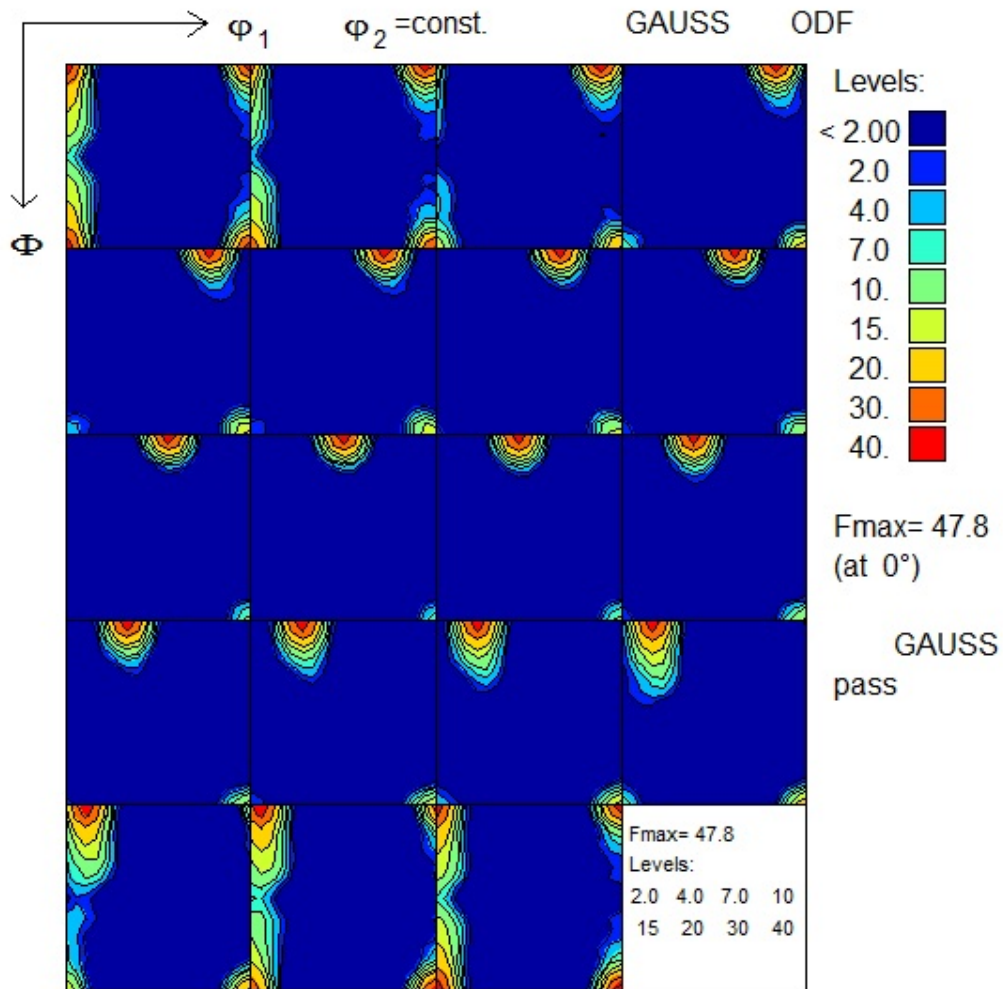 φ1 φ2 =const. GAUSS ODF
Φ
Levels:
< 2.00
2.0
4.0
7.0
10.
15.
20.
30.
40.
Fmax= 47.8
(at 0°)
GAUSS
pass
Fmax= 47.8
Levels:
2.0 4.0 7.0 10
15 20 30 40